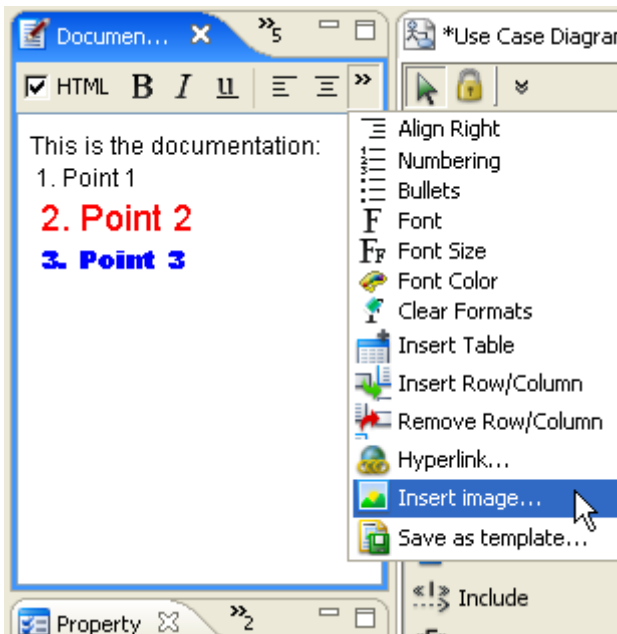 Documen...
»5
*Use Case Diagram
HTML B I u »
This is the documentation:
1. Point 1
2. Point 2
3. Point 3
Align Right
Numbering
Bullets
F Font
FF Font Size
Font Color
Clear Formats
Insert Table
Insert Row/Column
Remove Row/Column
Hyperlink...
Insert image...
Save as template...
«I» Include
Property
»2